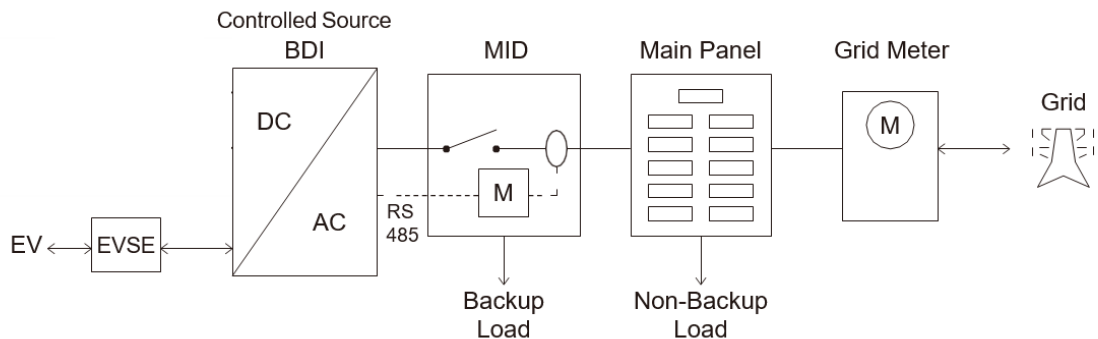 Controlled Source
BDI
MID
Main Panel
Grid Meter
Grid
DC
AC
M
M
RS
485
EV
EVSE
Backup
Load
Non-Backup
Load